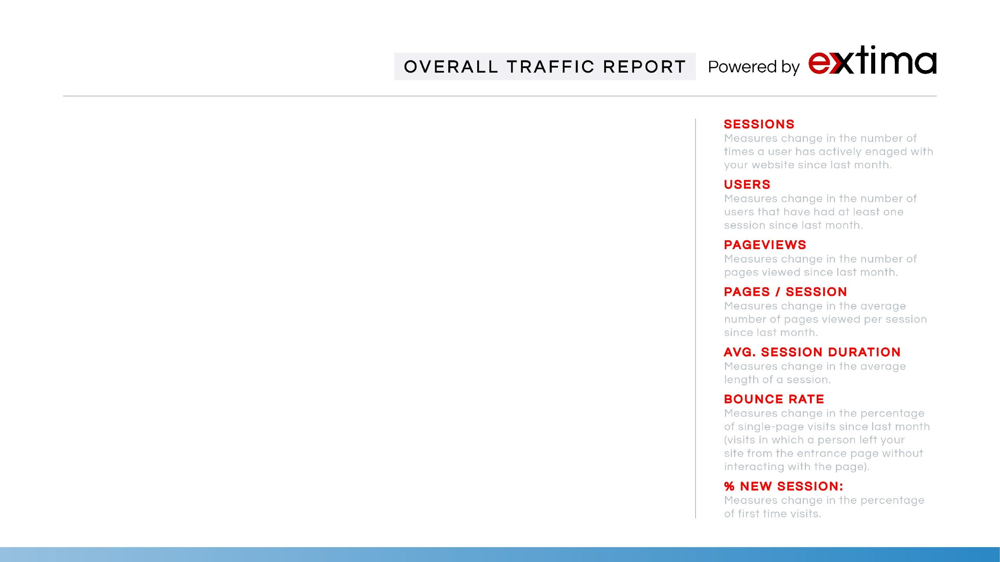 OVERALL TRAFFIC REPORT Powered by extima
SESSIONS
Measures change in the number of
times a user has actively enaged with
your website since last month.
USERS
Measures change in the number of
users that have had at least one
session since last month.
PAGEVIEWS
Measures change in the number of
pages viewed since last month.
PAGES / SESSION
Measures change in the average
number of pages viewed per session
since last month.
AVG. SESSION DURATION
Measures change in the average
length of a session.
BOUNCE RATE
Measures change in the percentage
of single-page visits since last month
(visits in which a person left your
site from the entrance page without
interacting with the page).
% NEW SESSION:
Measures change in the percentage
of first time visits.